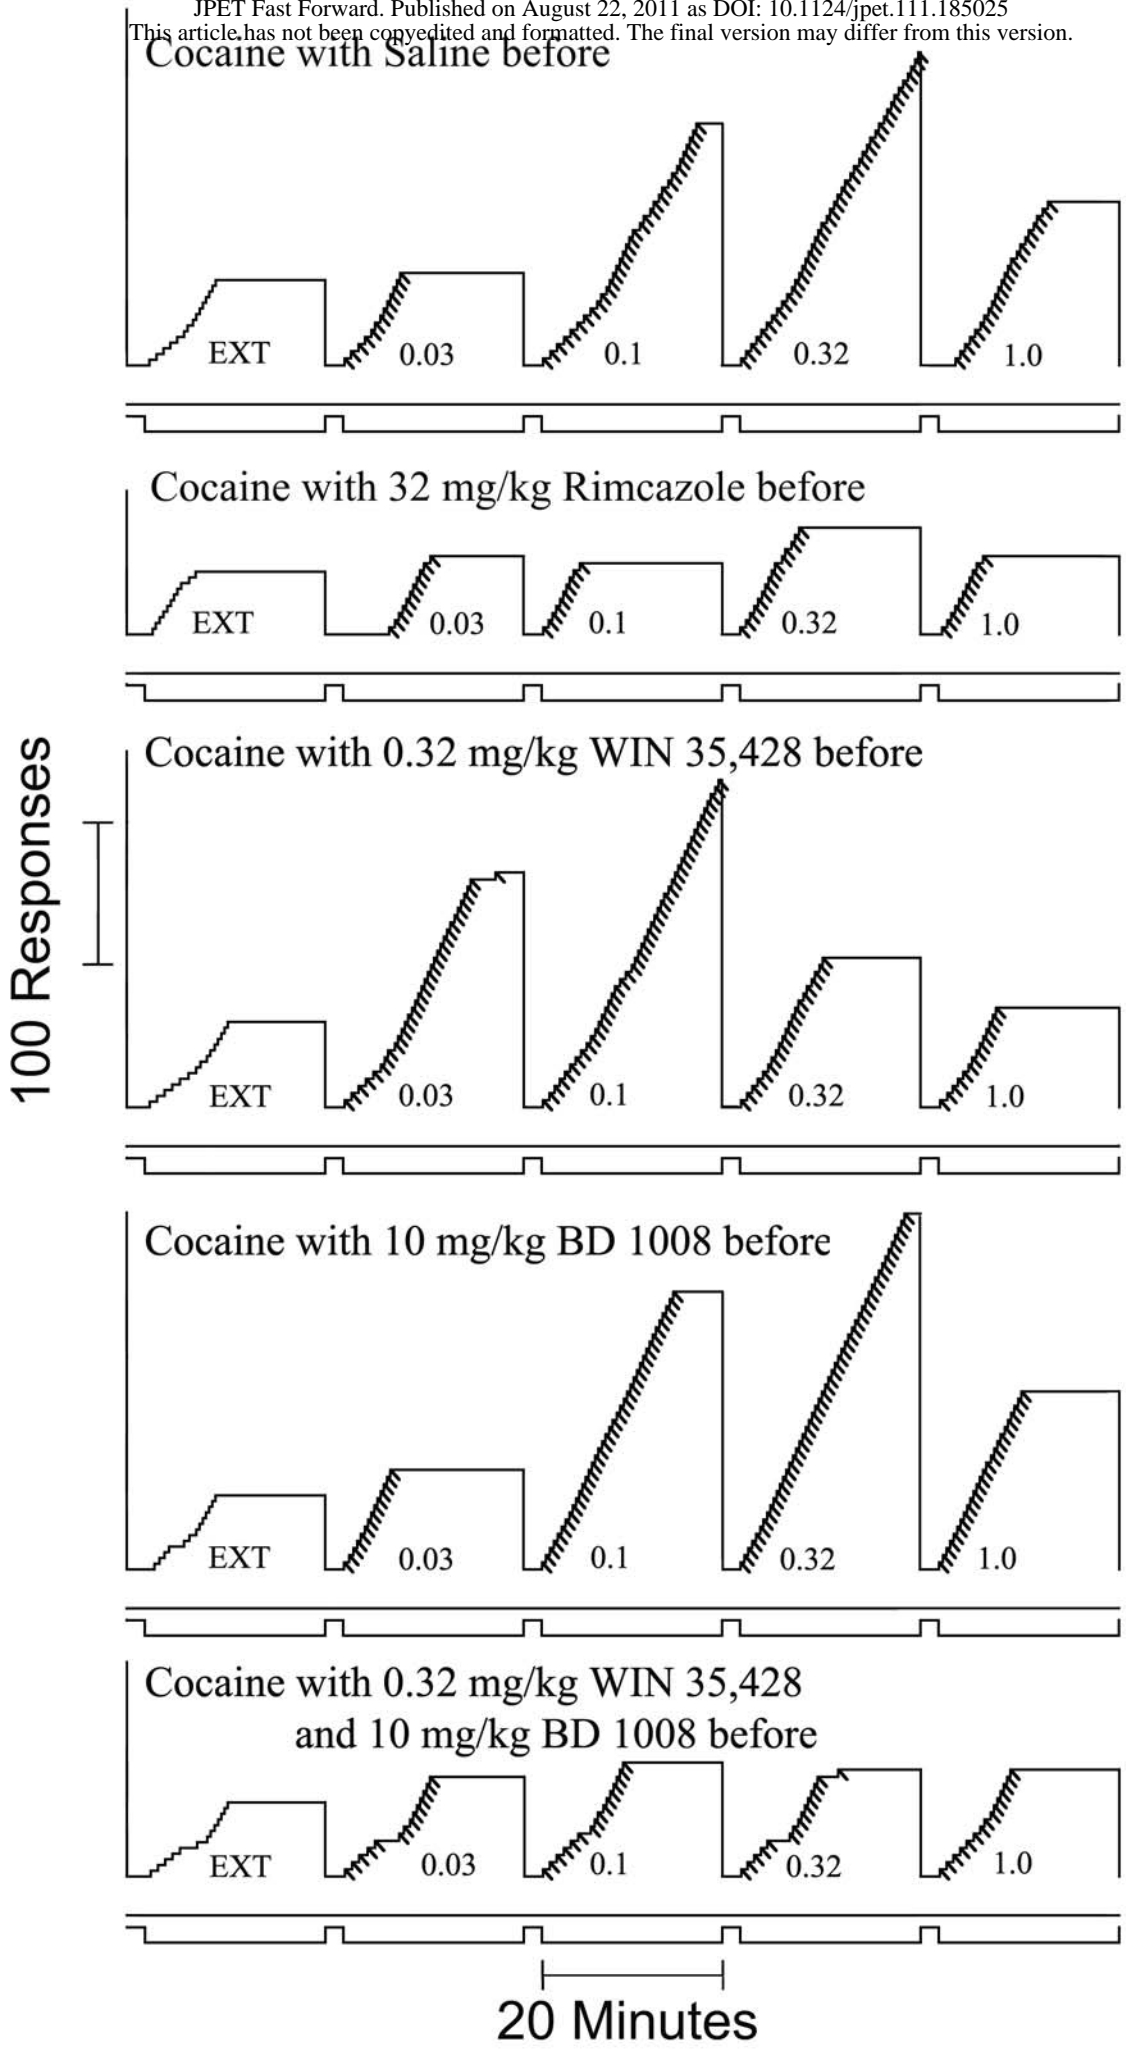 JPET Fast Forward. Published on August 22, 2011 as DOI: 10.1124/jpet.111.185025
This article has not been copyedited and formatted. The final version may differ from this version.
Cocaine with Saline before
EXT 0.03 0.1 0.32 1.0
Cocaine with 32 mg/kg Rimcazole before
EXT 0.03 0.1 0.32 1.0
Cocaine with 0.32 mg/kg WIN 35,428 before
100 Responses
EXT 0.03 0.1 0.32 1.0
Cocaine with 10 mg/kg BD 1008 before
EXT 0.03 0.1 0.32 1.0
Cocaine with 0.32 mg/kg WIN 35,428
and 10 mg/kg BD 1008 before
EXT 0.03 0.1 0.32 1.0
20 Minutes